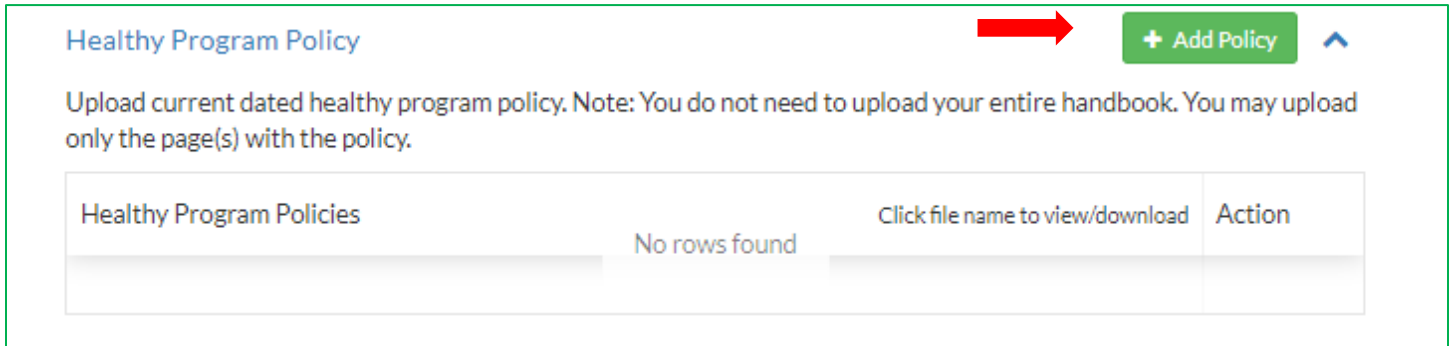 Healthy Program Policy
+ Add Policy
Upload current dated healthy program policy. Note: You do not need to upload your entire handbook. You may upload
only the page(s) with the policy.
Healthy Program Policies
Click file name to view/download
Action
No rows found